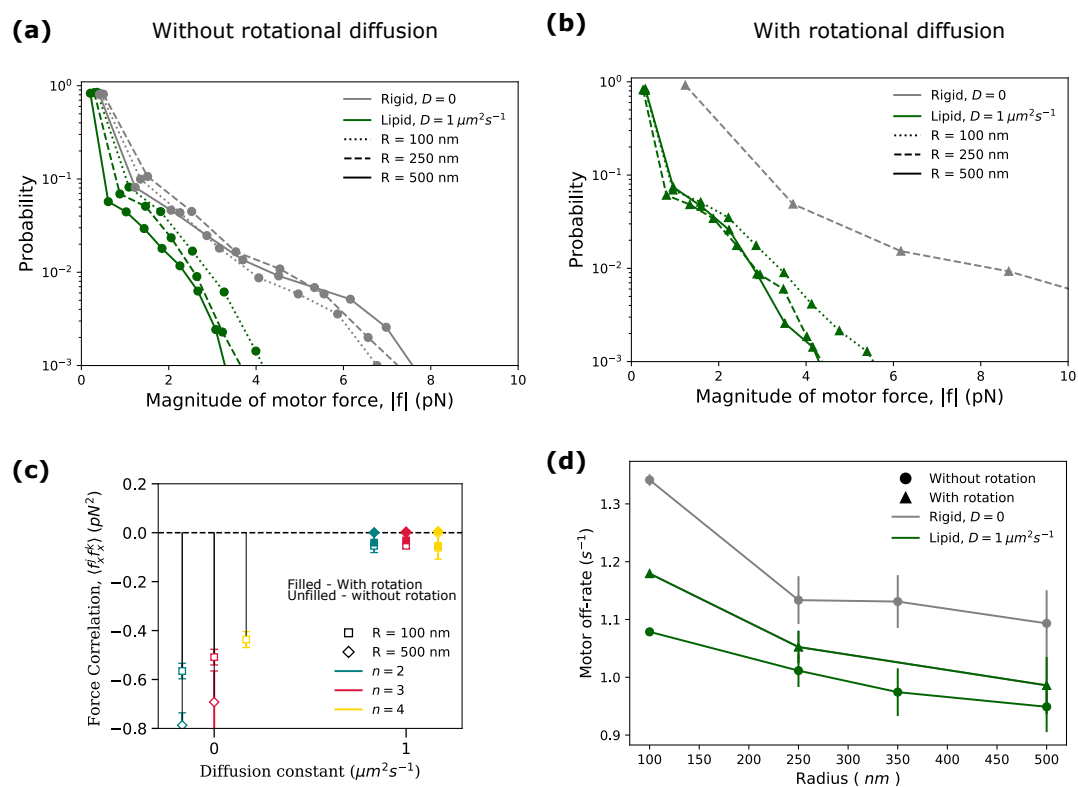 (a)
Without rotational diffusion
(b)
With rotational diffusion
10⁰
10⁻¹
10⁻²
10⁻³
Probability
Rigid, D = 0
Lipid, D = 1 μm²s⁻¹
R = 100 nm
R = 250 nm
R = 500 nm
0 2 4 6 8 10
Magnitude of motor force, |f| (pN)
10⁰
10⁻¹
10⁻²
10⁻³
Probability
Rigid, D = 0
Lipid, D = 1 μm²s⁻¹
R = 100 nm
R = 250 nm
R = 500 nm
0 2 4 6 8 10
Magnitude of motor force, |f| (pN)
(c)
0.2
0.0
−0.2
−0.4
−0.6
−0.8
Force Correlation, ⟨fₓʲfₓᵏ⟩ (pN²)
Filled - With rotation
Unfilled - without rotation
R = 100 nm
R = 500 nm
n = 2
n = 3
n = 4
0 1
Diffusion constant (μm²s⁻¹)
(d)
1.3
1.2
1.1
1.0
0.9
Motor off-rate (s⁻¹)
Without rotation
With rotation
Rigid, D = 0
Lipid, D = 1 μm²s⁻¹
100 150 200 250 300 350 400 450 500
Radius ( nm )